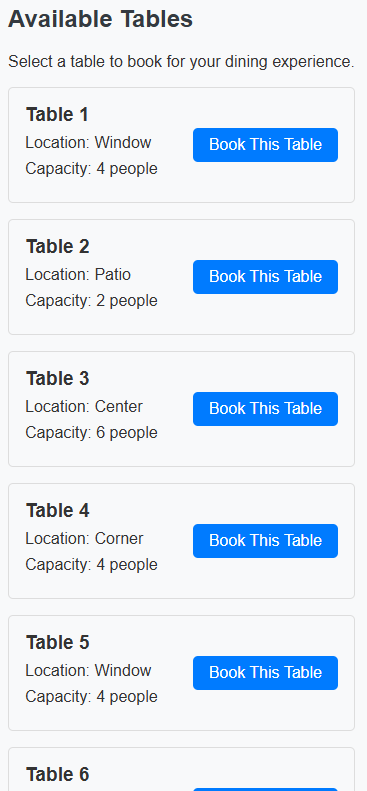 Available Tables
Select a table to book for your dining experience.
Table 1
Location: Window
Capacity: 4 people
Book This Table
Table 2
Location: Patio
Capacity: 2 people
Book This Table
Table 3
Location: Center
Capacity: 6 people
Book This Table
Table 4
Location: Corner
Capacity: 4 people
Book This Table
Table 5
Location: Window
Capacity: 4 people
Book This Table
Table 6